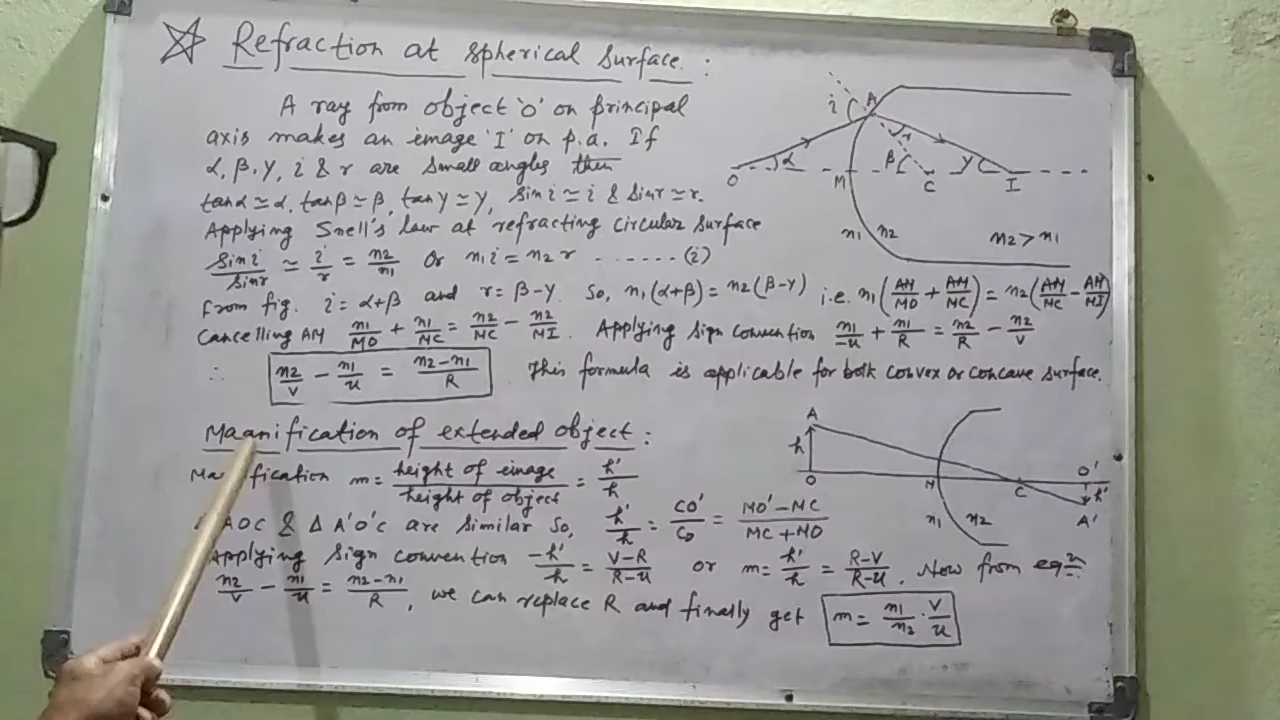 ☆ Refraction at spherical surface :
A ray from object 'O' on principal
axis makes an image 'I' on p.a. If
α, β, γ, i & r are small angles then
tanα ≃ α, tanβ ≃ β, tanγ ≃ γ, sin i ≃ i & sinr ≃ r.
Applying Snell's law at refracting circular surface
sin i/sinr ≃ i/r = n2/n1 or n1 i = n2 r ....... (i)
From fig. i = α+β and r = β-γ. So, n1(α+β) = n2(β-γ) i.e. n1(AM/MO + AM/MC) = n2(AM/MC - AM/MI)
Cancelling AM n1/MO + n1/MC = n2/MC - n2/MI. Applying sign convention n1/-u + n1/R = n2/R - n2/v
∴ n2/v - n1/u = n2-n1/R This formula is applicable for both convex or concave surface.
i A r
α β γ
O M C I
n1 n2 n2 > n1
Magnification of extended object :
Ma ification m = height of image/height of object = h'/h
AOC & Δ A'O'C are similar so, h'/h = CO'/CO = MO'-MC/MC+MO
Applying sign convention -h'/h = V-R/R-u or m = h'/h = R-V/R-u. Now from eqn
n2/v - n1/u = n2-n1/R, we can replace R and finally get m = n1/n2 . v/u
A
h
O M C O' h'
n1 n2 A'